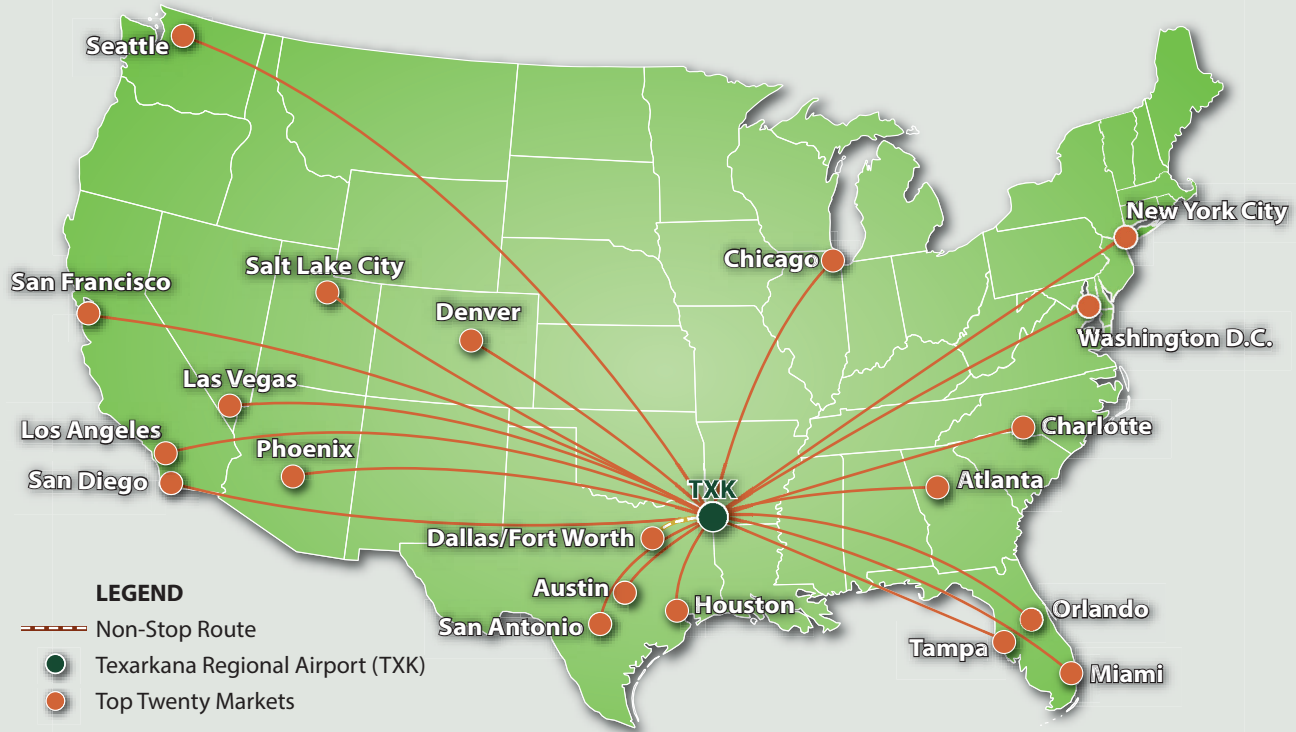 Seattle
New York City
Chicago
Salt Lake City
San Francisco
Denver
Washington D.C.
Las Vegas
Los Angeles
Charlotte
Phoenix
San Diego
Atlanta
TXK
Dallas/Fort Worth
Austin
Houston
San Antonio
Orlando
Tampa
Miami
LEGEND
Non-Stop Route
Texarkana Regional Airport (TXK)
Top Twenty Markets